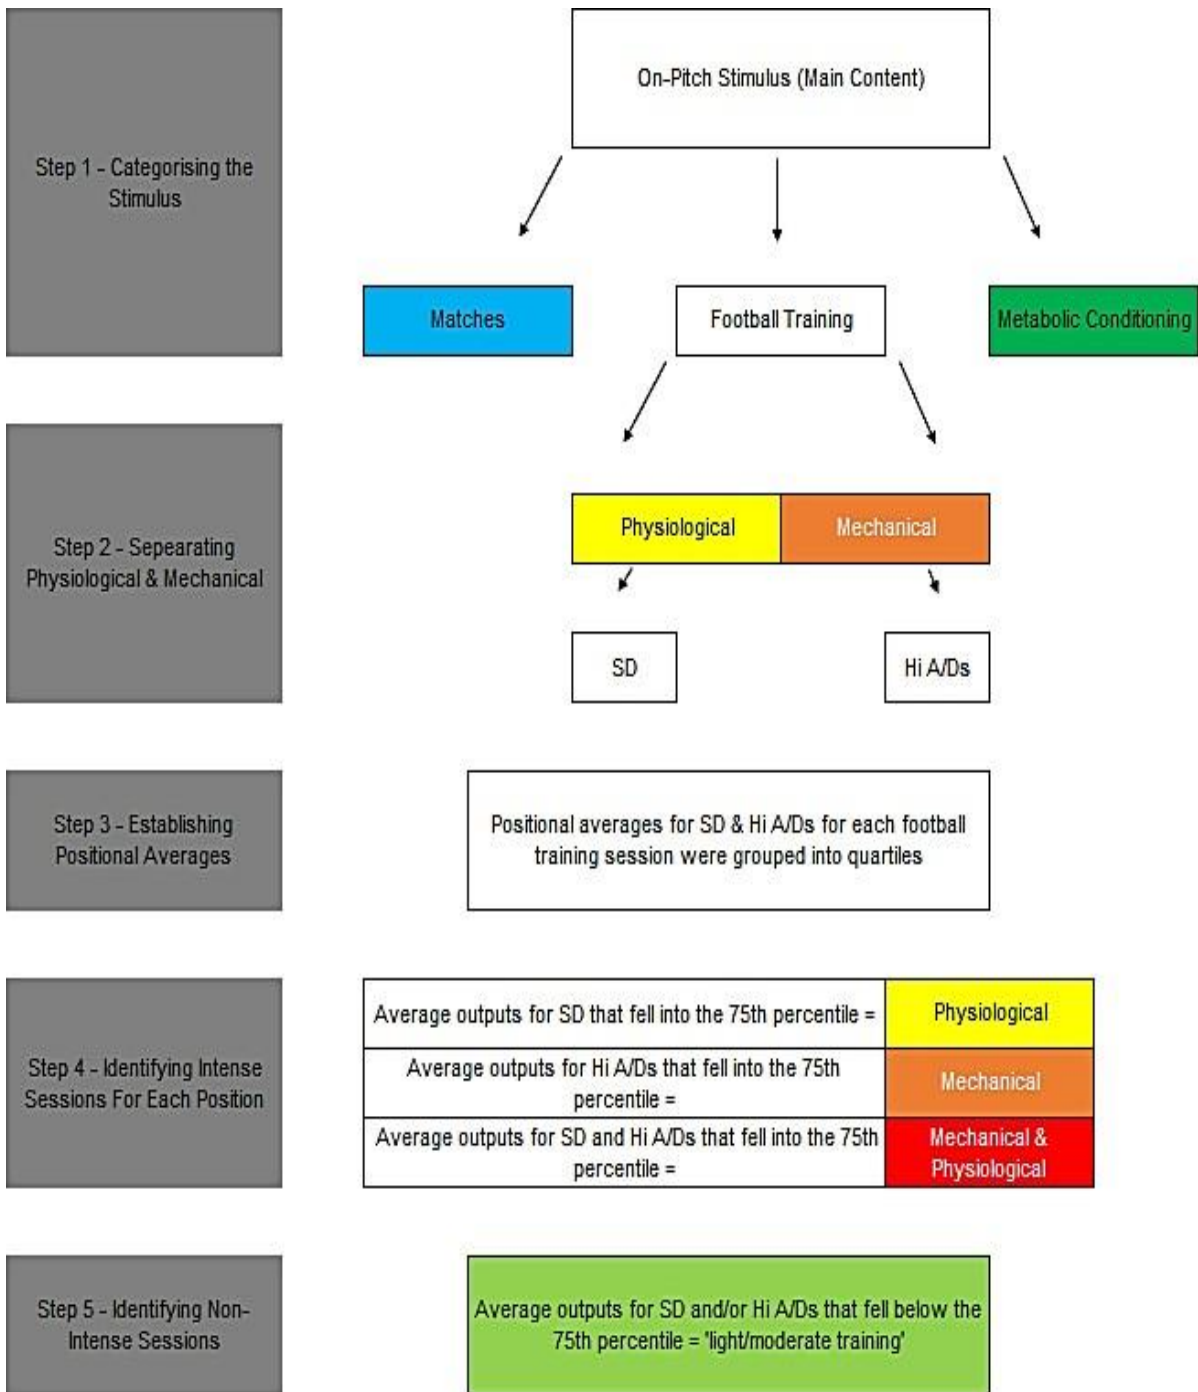 On-Pitch Stimulus (Main Content)
Step 1 - Categorising the
Stimulus
Matches
Football Training
Metabolic Conditioning
Step 2 - Sepearating
Physiological & Mechanical
Physiological
Mechanical
SD
Hi A/Ds
Step 3 - Establishing
Positional Averages
Positional averages for SD & Hi A/Ds for each football
training session were grouped into quartiles
Step 4 - Identifying Intense
Sessions For Each Position
Average outputs for SD that fell into the 75th percentile =
Physiological
Average outputs for Hi A/Ds that fell into the 75th
percentile =
Mechanical
Average outputs for SD and Hi A/Ds that fell into the 75th
percentile =
Mechanical &
Physiological
Step 5 - Identifying Non-
Intense Sessions
Average outputs for SD and/or Hi A/Ds that fell below the
75th percentile = 'light/moderate training'